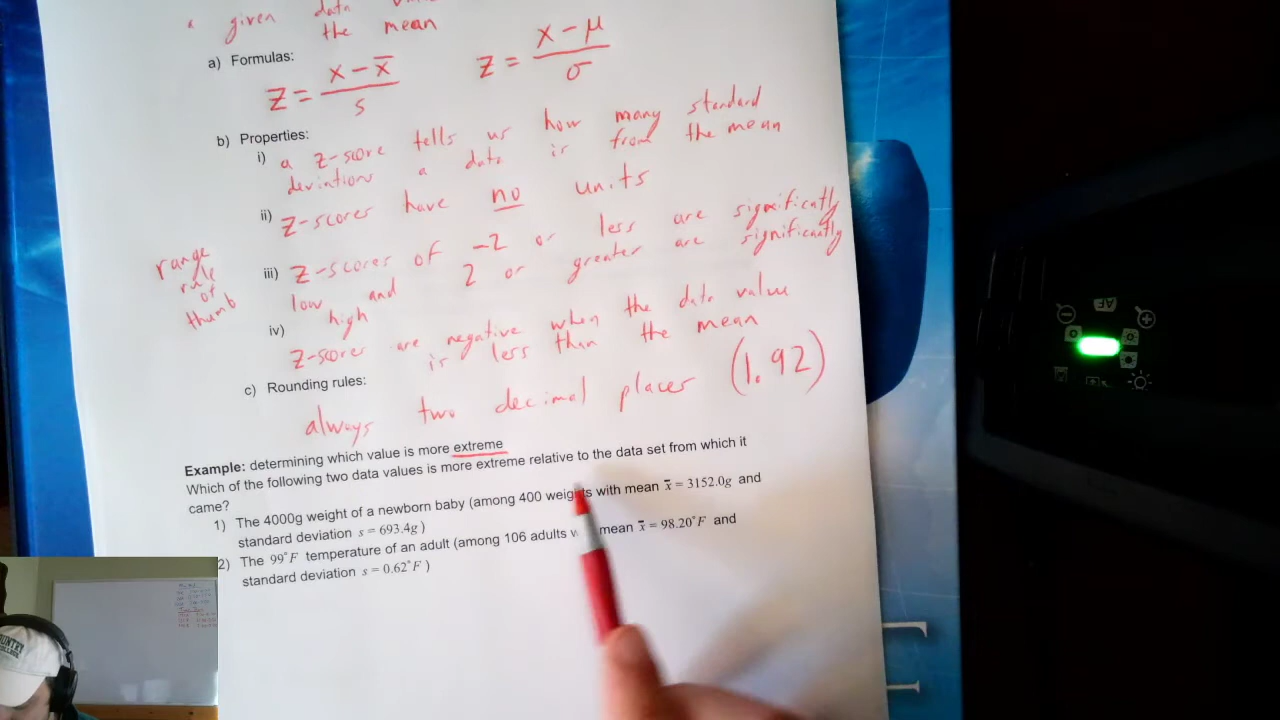 a given data
the mean
a) Formulas:
z = (x − x̄)/s z = (x − μ)/σ
b) Properties:
i) a z-score tells us how many standard
deviations a data is from the mean
ii) z-scores have no units
range rule of thumb
iii) z-scores of -2 or less are significatly
low and 2 or greater are significantly
high
iv)
z-scores are negative when the data value
is less than the mean
c) Rounding rules:
always two decimal places (1.92)
Example: determining which value is more extreme
Which of the following two data values is more extreme relative to the data set from which it
came?
1) The 4000g weight of a newborn baby (among 400 weights with mean x̄ = 3152.0g and
standard deviation s = 693.4g)
2) The 99°F temperature of an adult (among 106 adults mean x̄ = 98.20°F and
standard deviation s = 0.62°F)
AF